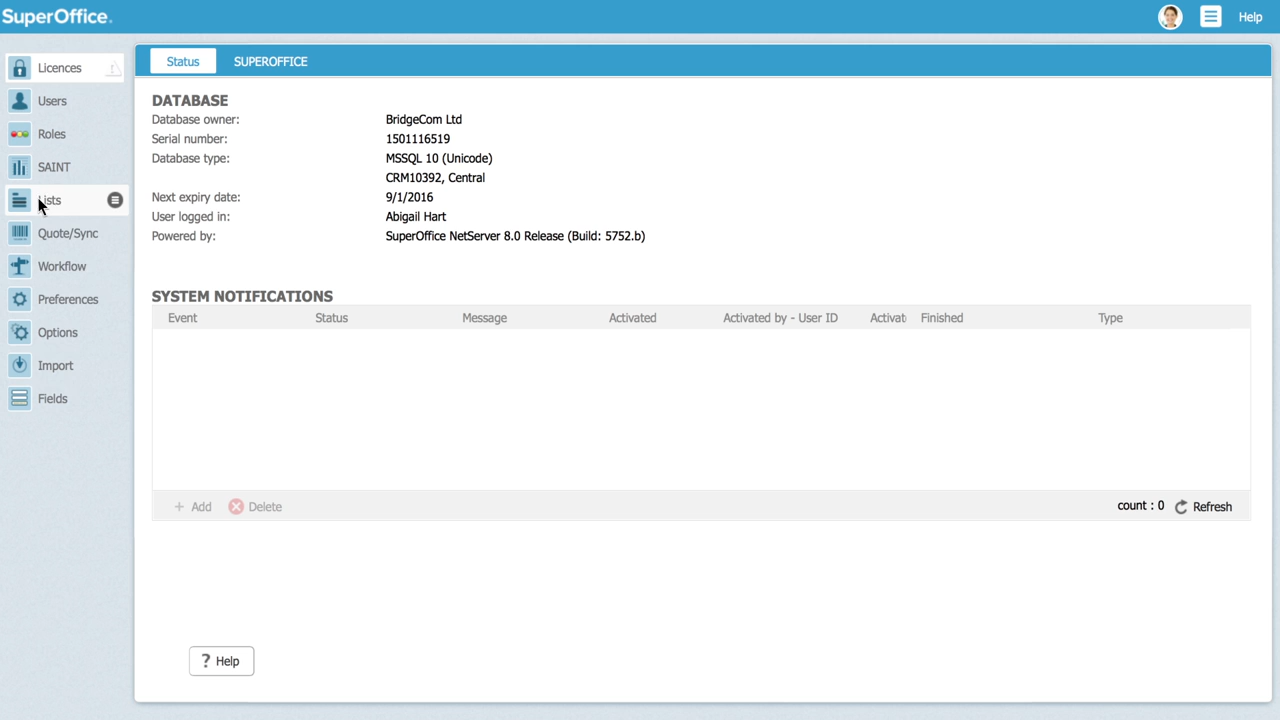 SuperOffice.
Help
Licences
Users
Roles
SAINT
Lists
Quote/Sync
Workflow
Preferences
Options
Import
Fields
Status SUPEROFFICE
DATABASE
Database owner: BridgeCom Ltd
Serial number: 1501116519
Database type: MSSQL 10 (Unicode)
CRM10392, Central
Next expiry date: 9/1/2016
User logged in: Abigail Hart
Powered by: SuperOffice NetServer 8.0 Release (Build: 5752.b)
SYSTEM NOTIFICATIONS
Event Status Message Activated Activated by - User ID Activat Finished Type
+ Add Delete count : 0 Refresh
? Help